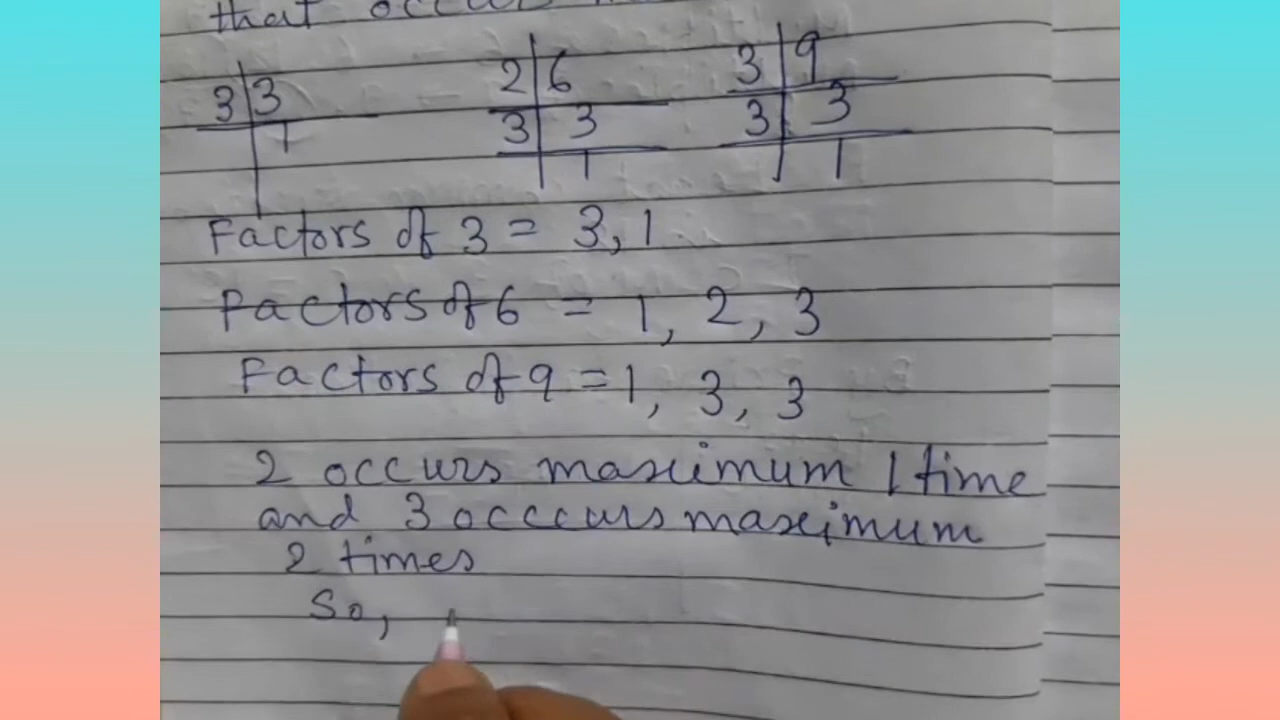 that occurs
3 3
1
2 6
3 3
1
3 9
3 3
1
Factors of 3 = 3, 1
Factors of 6 = 1, 2, 3
Factors of 9 = 1, 3, 3
2 occurs maximum 1 time
and 3 occcurs maximum
2 times
So,